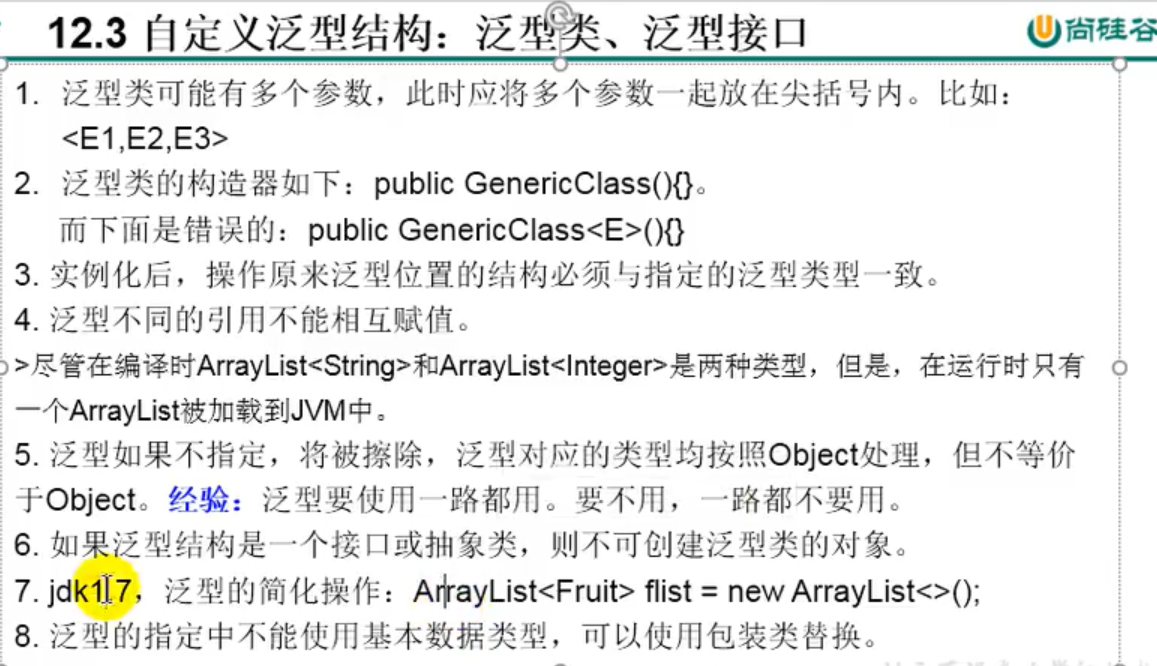 12.3 自定义泛型结构：泛型类、泛型接口
尚硅谷
1. 泛型类可能有多个参数，此时应将多个参数一起放在尖括号内。比如：
<E1,E2,E3>
2. 泛型类的构造器如下：public GenericClass(){}。
而下面是错误的：public GenericClass<E>(){}
3. 实例化后，操作原来泛型位置的结构必须与指定的泛型类型一致。
4. 泛型不同的引用不能相互赋值。
>尽管在编译时ArrayList<String>和ArrayList<Integer>是两种类型，但是，在运行时只有
一个ArrayList被加载到JVM中。
5. 泛型如果不指定，将被擦除，泛型对应的类型均按照Object处理，但不等价
于Object。经验：泛型要使用一路都用。要不用，一路都不要用。
6. 如果泛型结构是一个接口或抽象类，则不可创建泛型类的对象。
7. jdk1.7，泛型的简化操作：ArrayList<Fruit> flist = new ArrayList<>();
8. 泛型的指定中不能使用基本数据类型，可以使用包装类替换。